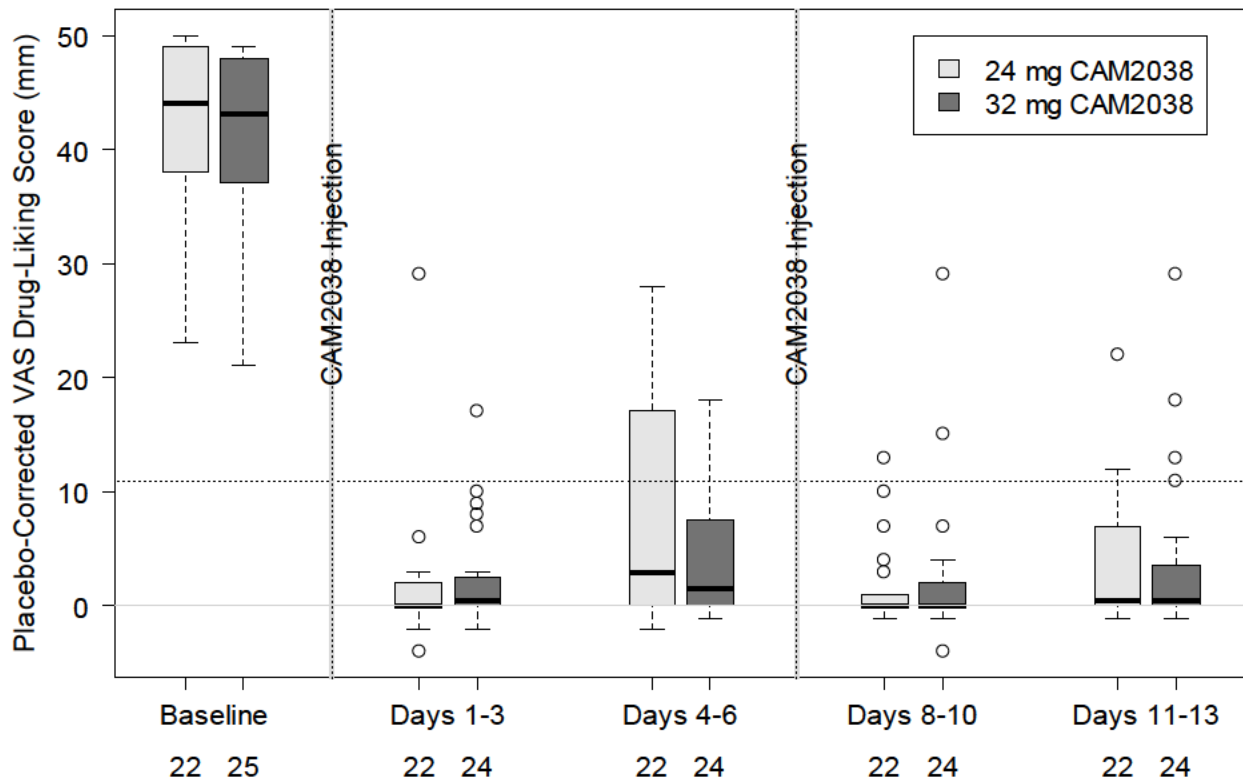 Placebo-Corrected VAS Drug-Liking Score (mm)
50
40
30
20
10
0
CAM2038 Injection
CAM2038 Injection
24 mg CAM2038
32 mg CAM2038
Baseline Days 1-3 Days 4-6 Days 8-10 Days 11-13
22 25 22 24 22 24 22 24 22 24